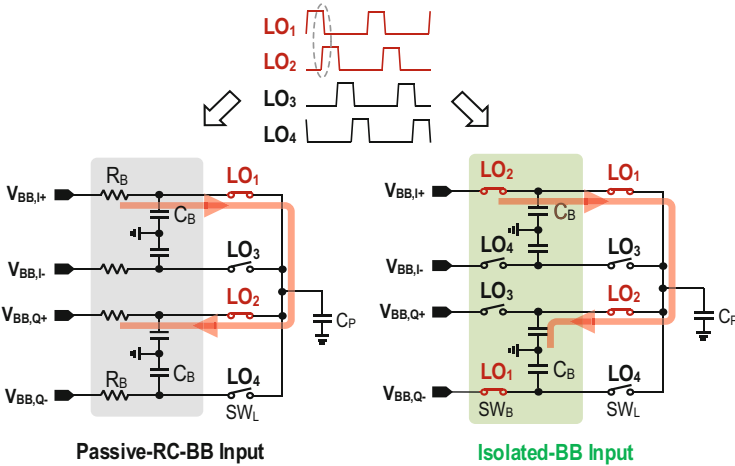 LO1
LO2
LO3
LO4
RB
LO1
VBB,I+
CB
LO3
VBB,I-
LO2
VBB,Q+
CP
RB
CB
LO4
VBB,Q-
SWL
Passive-RC-BB Input
LO2
LO1
VBB,I+
CB
LO4
LO3
VBB,I-
LO3
LO2
VBB,Q+
CP
LO1
CB
LO4
VBB,Q-
SWB
SWL
Isolated-BB Input